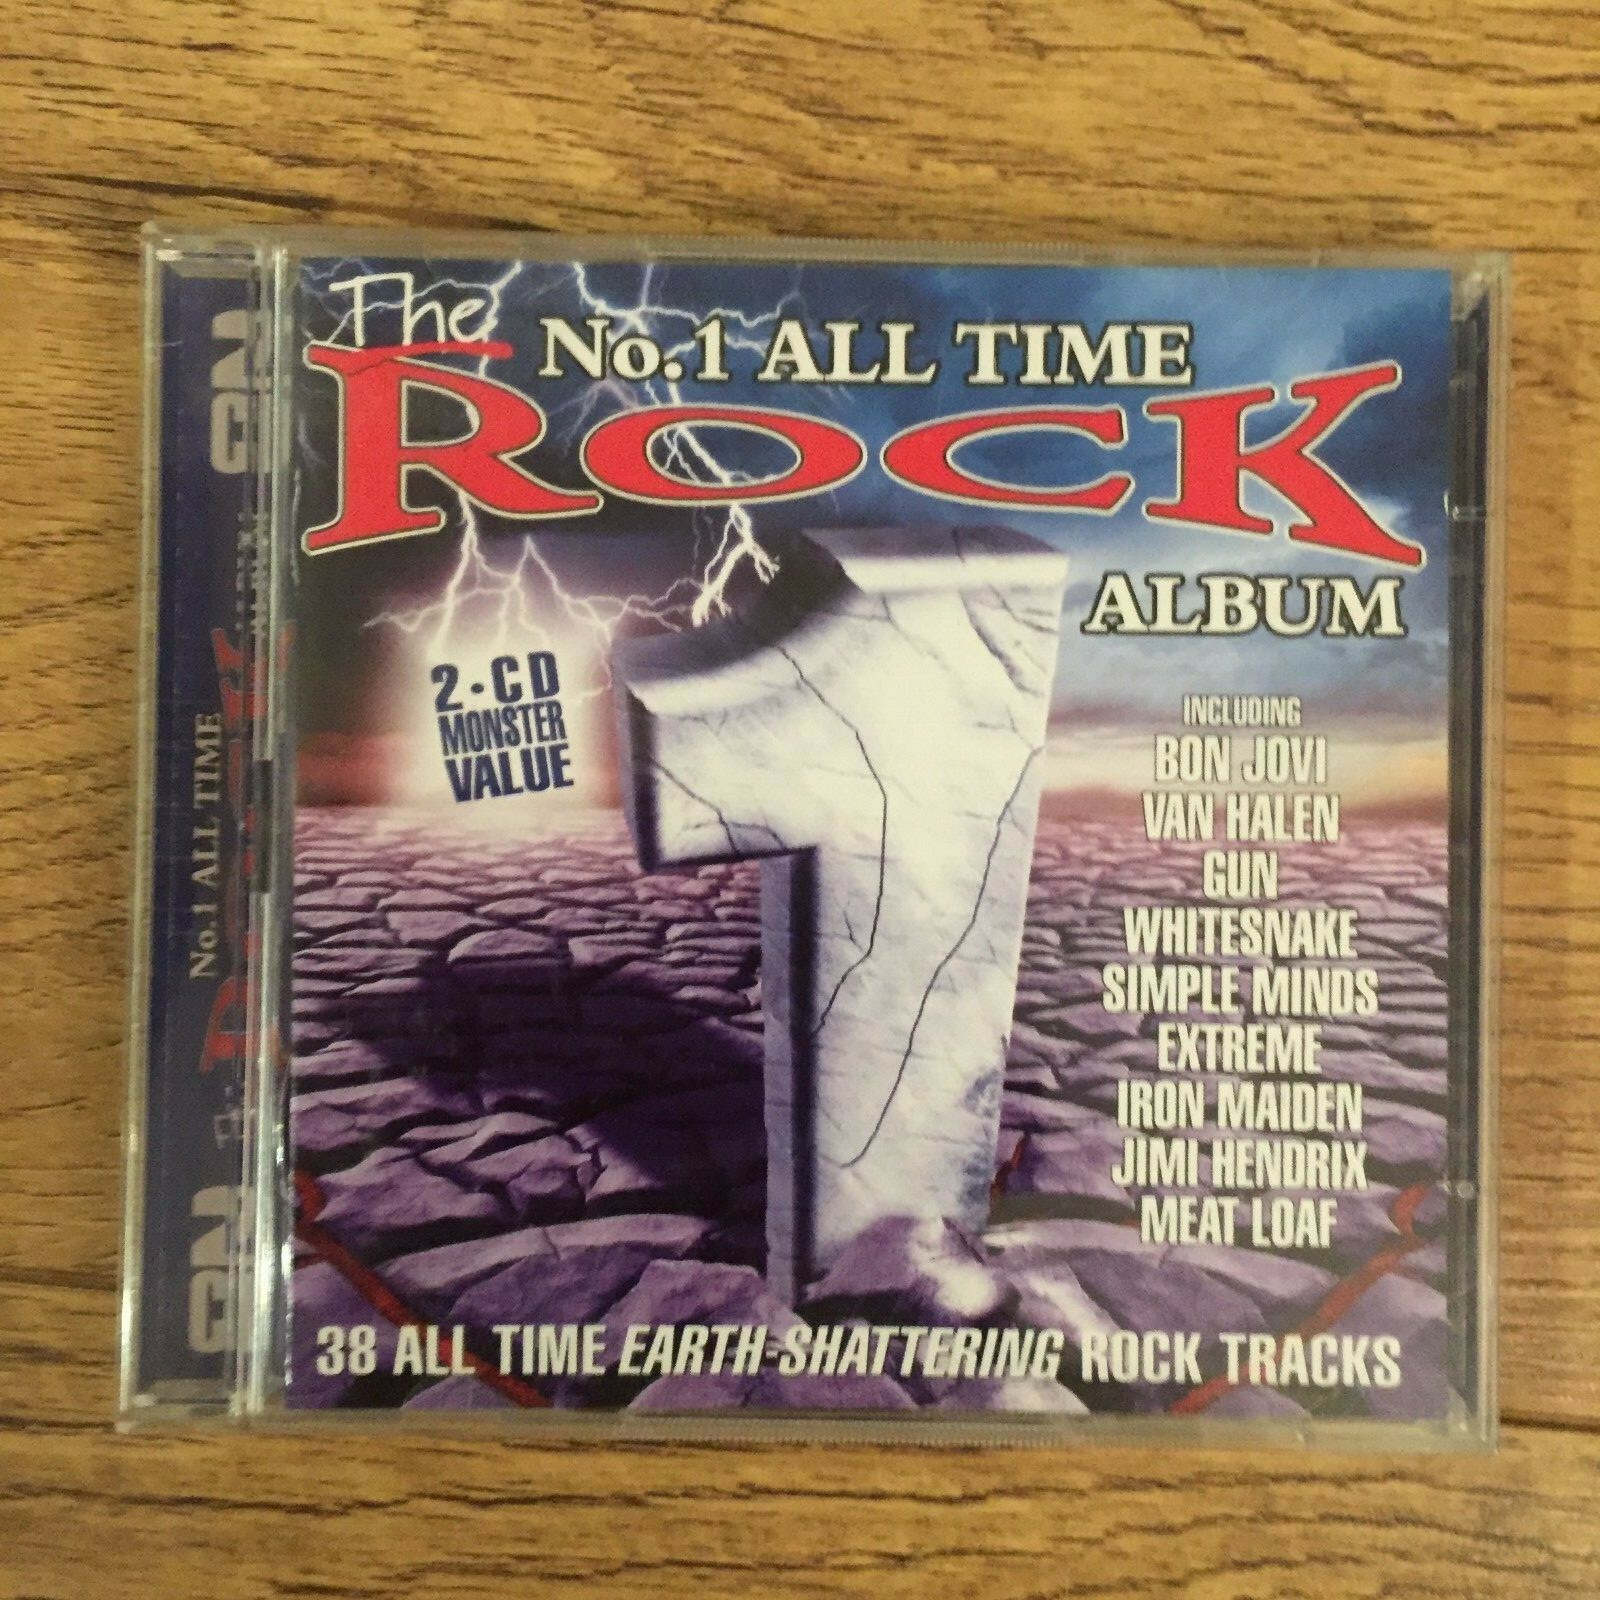 The
No.1 ALL TIME
ROCK
ALBUM
2·CD
MONSTER
VALUE
INCLUDING
BON JOVI
VAN HALEN
GUN
WHITESNAKE
SIMPLE MINDS
EXTREME
IRON MAIDEN
JIMI HENDRIX
MEAT LOAF
38 ALL TIME EARTH-SHATTERING ROCK TRACKS
No.1 ALL TIME